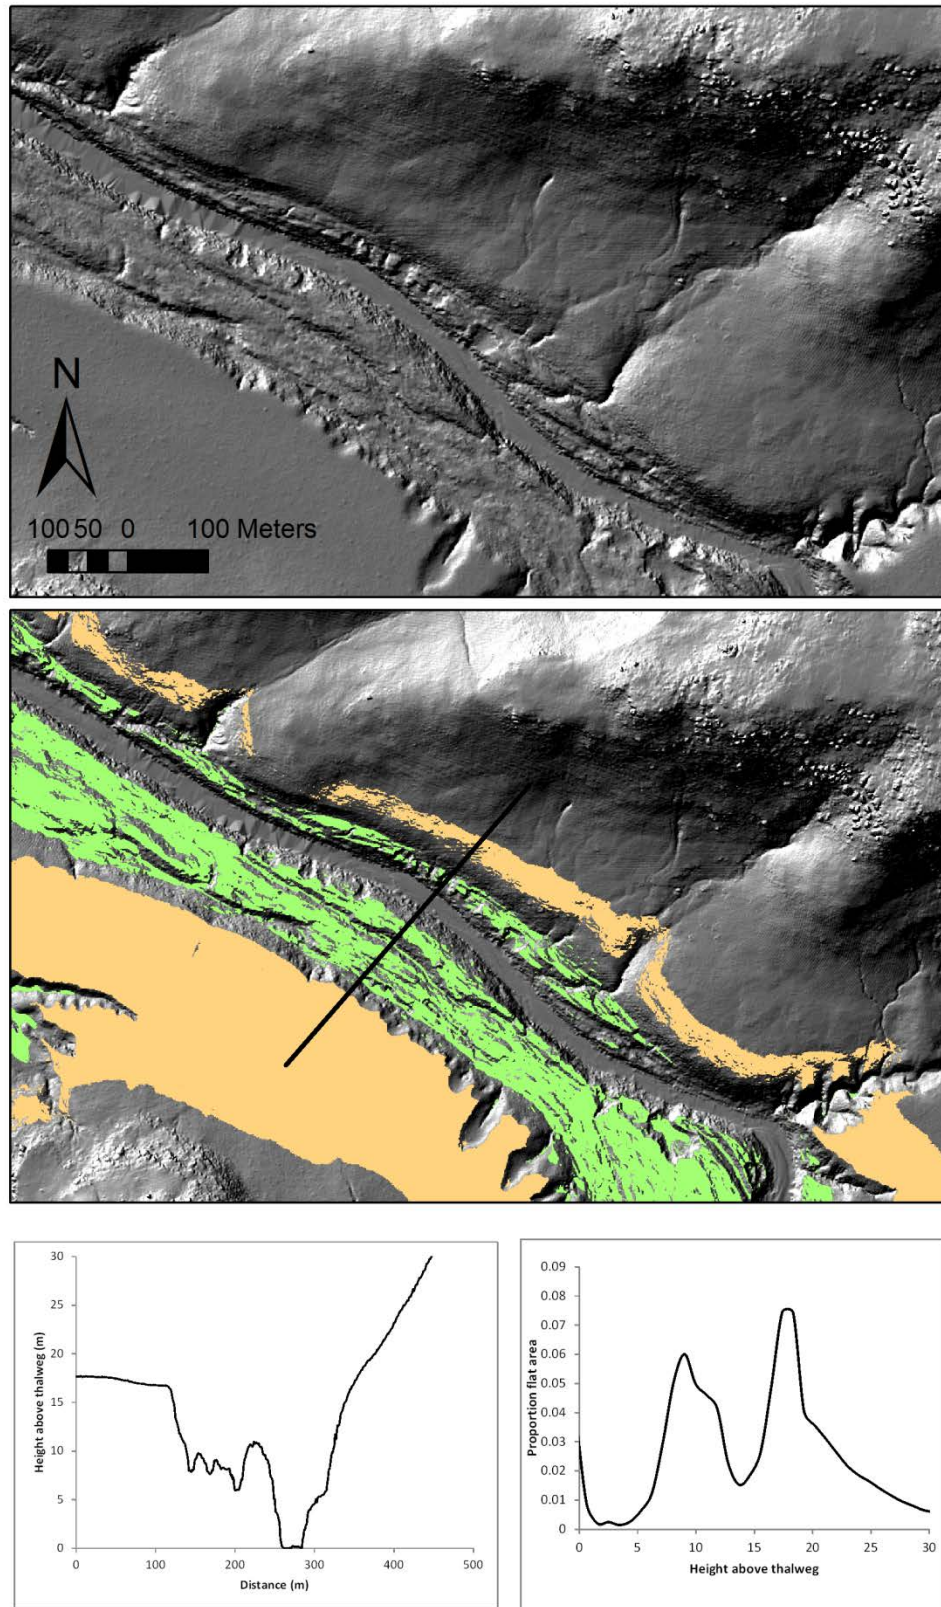 N
100 50 0 100 Meters
30
25
20
15
10
5
0
Height above thalweg (m)
0 100 200 300 400 500
Distance (m)
0.09
0.08
0.07
0.06
0.05
0.04
0.03
0.02
0.01
0
Proportion flat area
0 5 10 15 20 25 30
Height above thalweg